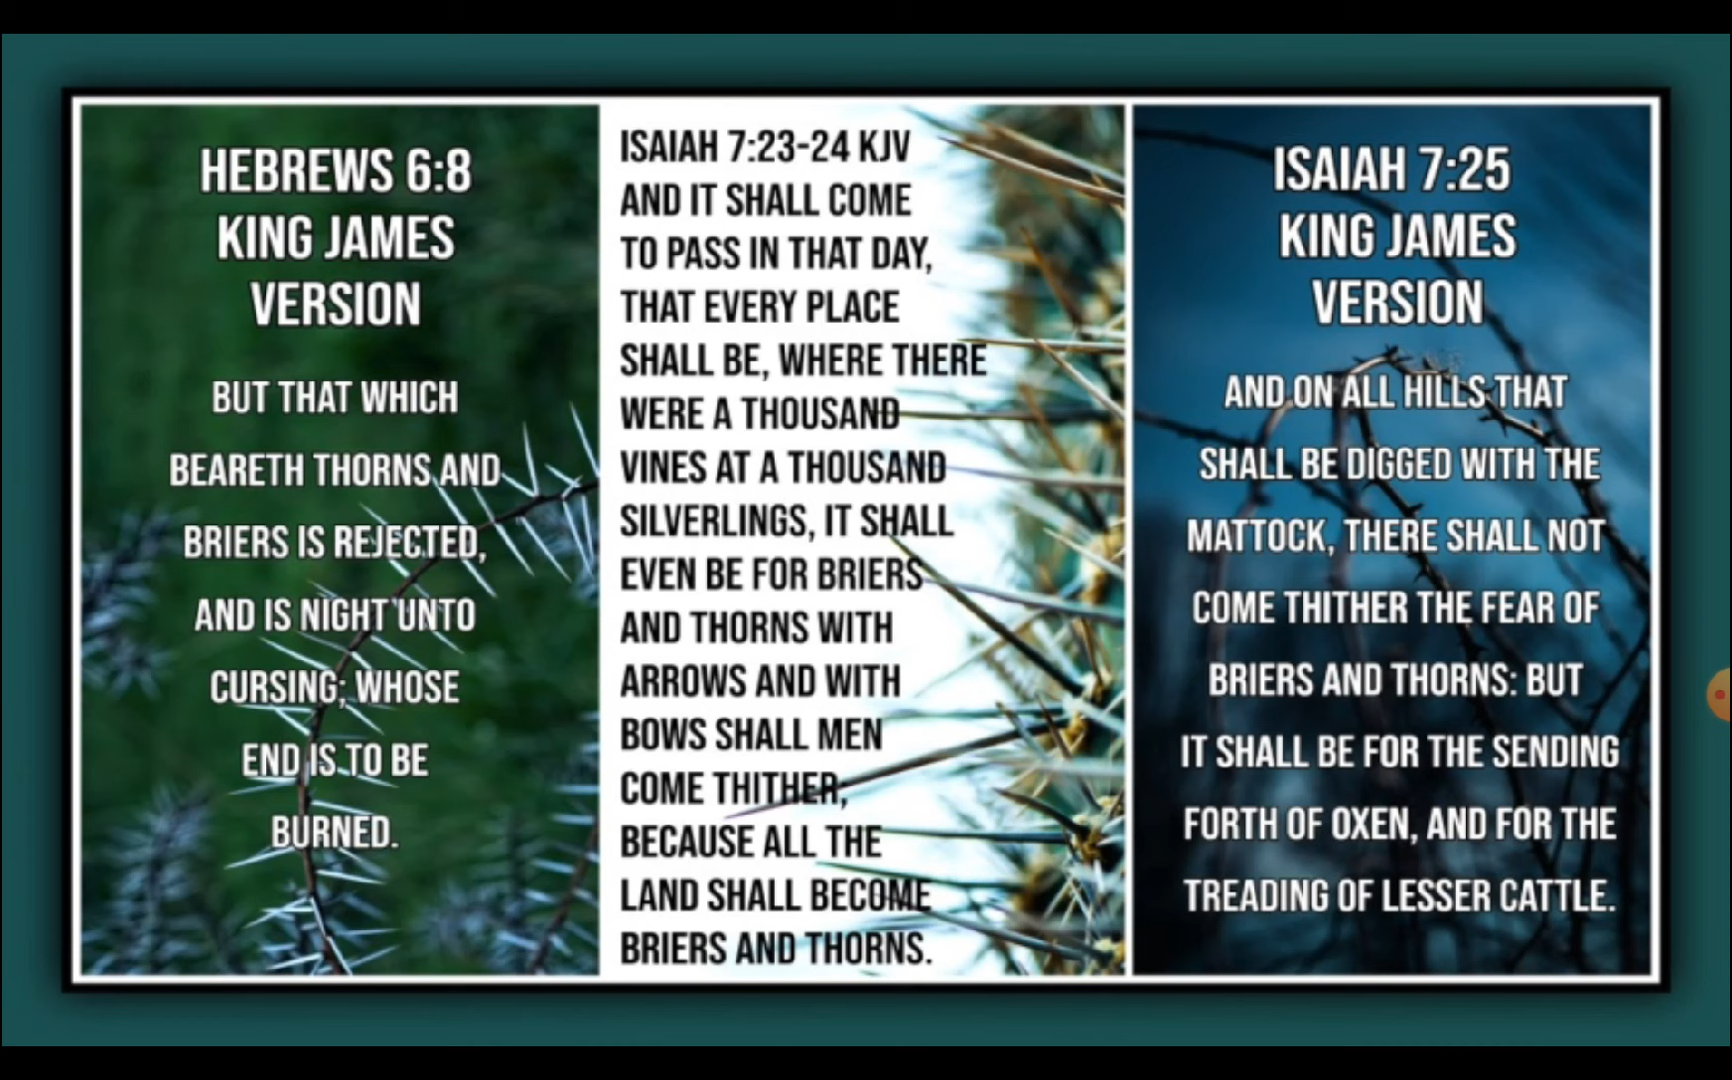 HEBREWS 6:8
KING JAMES
VERSION
BUT THAT WHICH
BEARETH THORNS AND
BRIERS IS REJECTED,
AND IS NIGHT UNTO
CURSING; WHOSE
END IS TO BE
BURNED.
ISAIAH 7:23-24 KJV
AND IT SHALL COME
TO PASS IN THAT DAY,
THAT EVERY PLACE
SHALL BE, WHERE THERE
WERE A THOUSAND
VINES AT A THOUSAND
SILVERLINGS, IT SHALL
EVEN BE FOR BRIERS
AND THORNS WITH
ARROWS AND WITH
BOWS SHALL MEN
COME THITHER;
BECAUSE ALL THE
LAND SHALL BECOME
BRIERS AND THORNS.
ISAIAH 7:25
KING JAMES
VERSION
AND ON ALL HILLS THAT
SHALL BE DIGGED WITH THE
MATTOCK, THERE SHALL NOT
COME THITHER THE FEAR OF
BRIERS AND THORNS: BUT
IT SHALL BE FOR THE SENDING
FORTH OF OXEN, AND FOR THE
TREADING OF LESSER CATTLE.